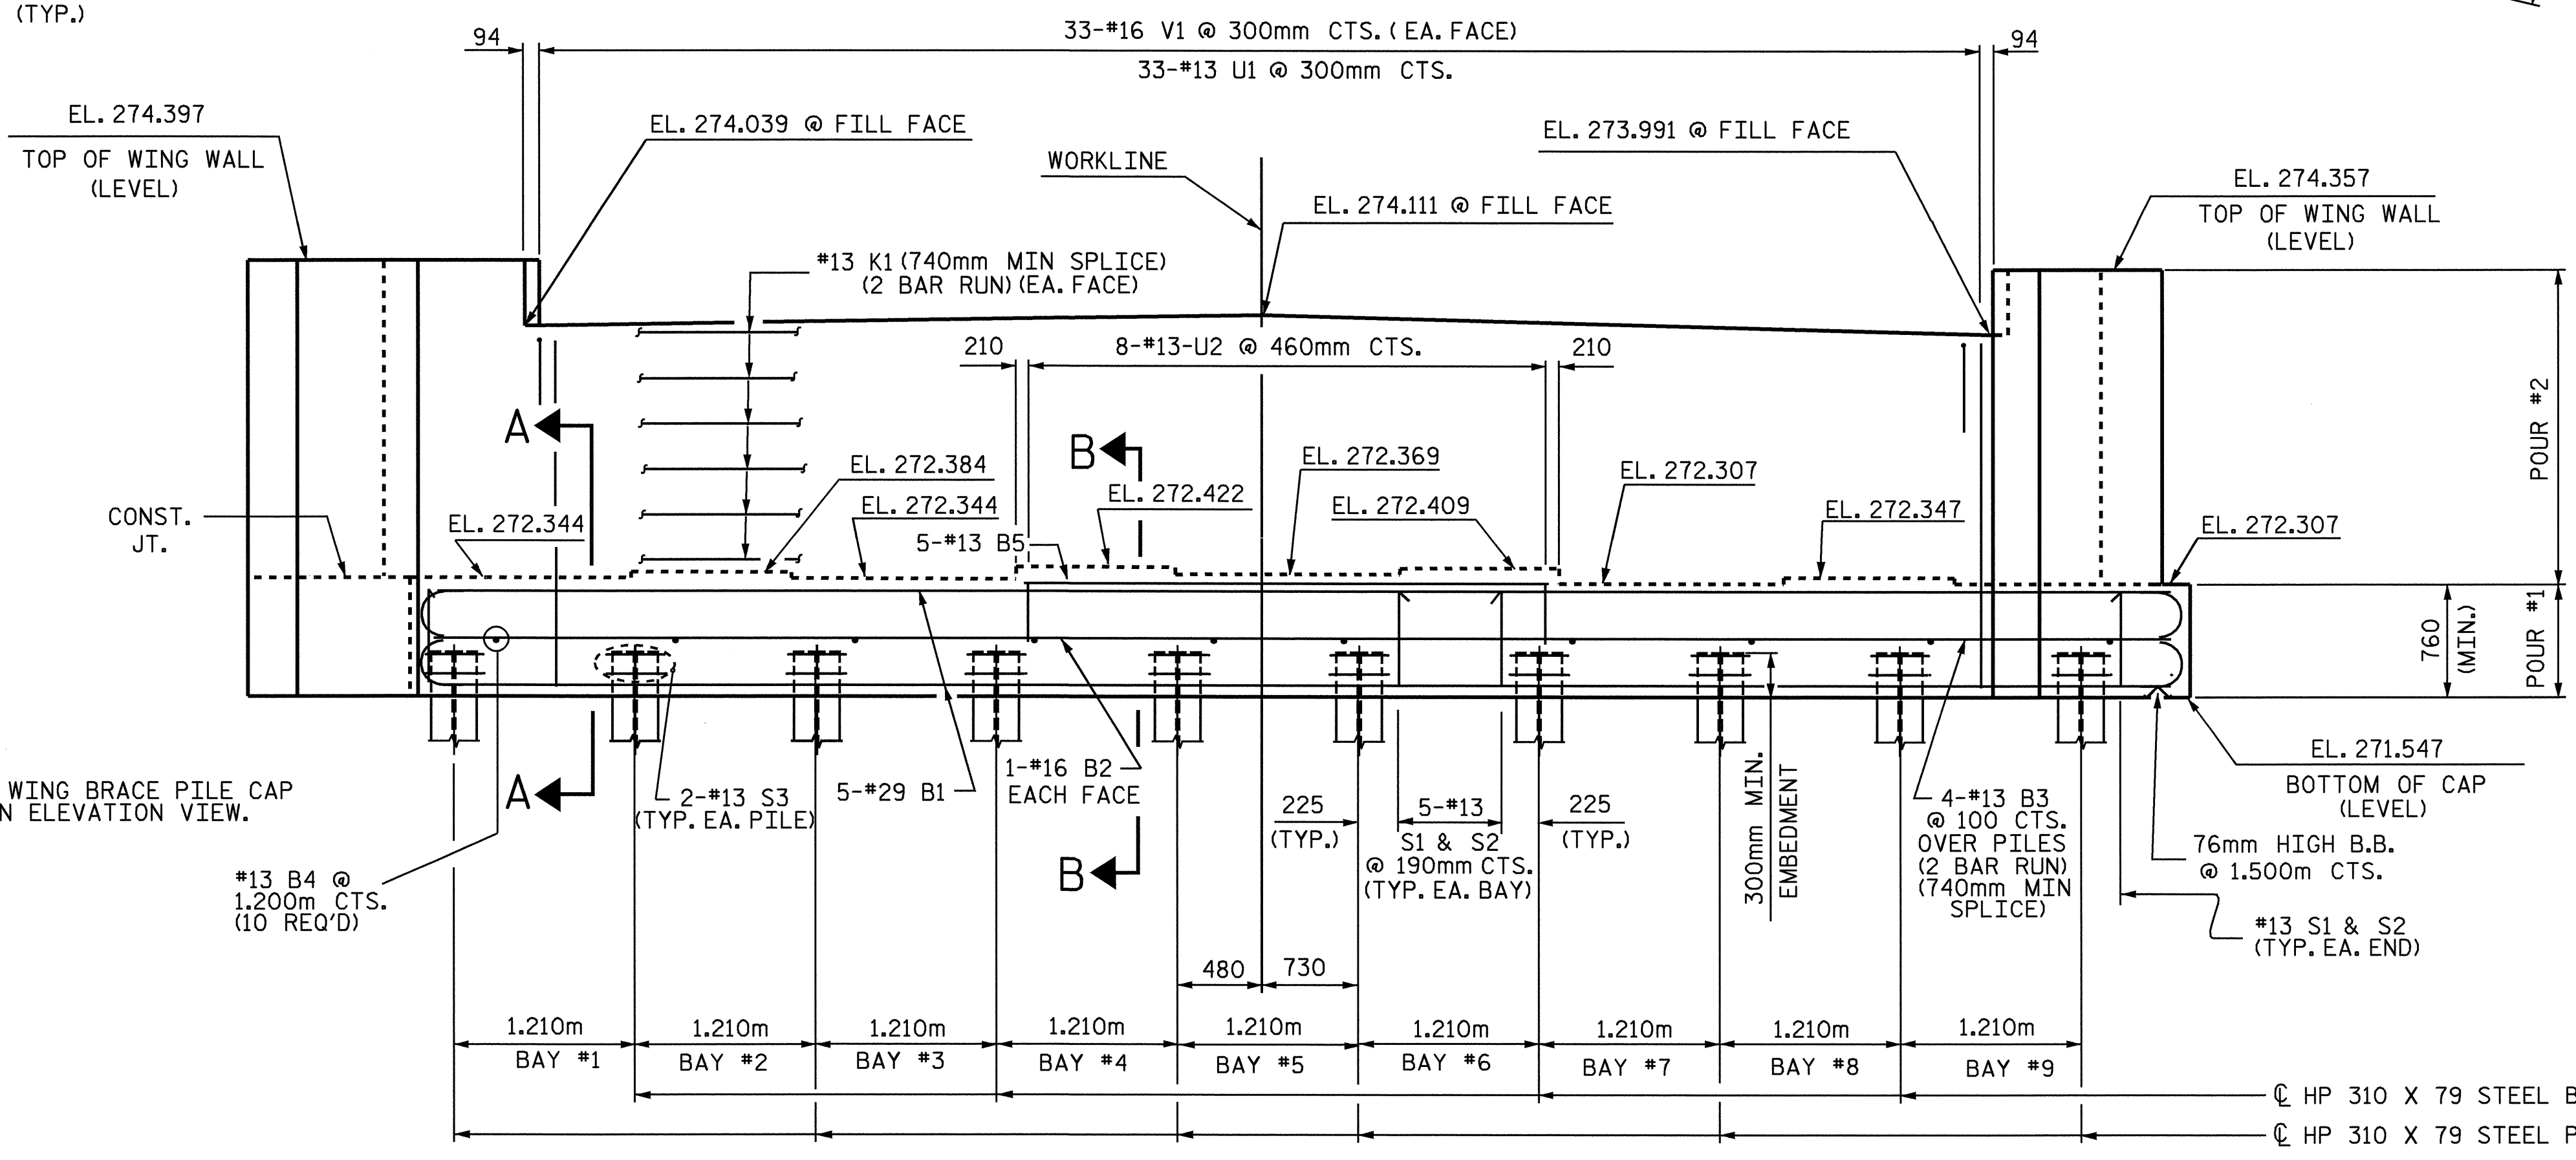 (TYP.)
33-#16 V1 @ 300mm CTS. (EA. FACE)
94
94
33-#13 U1 @ 300mm CTS.
EL. 274.397
TOP OF WING WALL
(LEVEL)
EL. 274.039 @ FILL FACE
WORKLINE
EL. 273.991 @ FILL FACE
EL. 274.111 @ FILL FACE
EL. 274.357
TOP OF WING WALL
(LEVEL)
#13 K1 (740mm MIN SPLICE)
(2 BAR RUN) (EA. FACE)
210
8-#13-U2 @ 460mm CTS.
210
A
B
POUR #2
EL. 272.384
EL. 272.369
EL. 272.307
EL. 272.422
CONST.
JT.
EL. 272.344
EL. 272.344
EL. 272.409
EL. 272.347
EL. 272.307
5-#13 B5
760
(MIN.)
POUR #1
WING BRACE PILE CAP
N ELEVATION VIEW.
A
2-#13 S3
(TYP. EA. PILE)
5-#29 B1
1-#16 B2
EACH FACE
225
(TYP.)
5-#13
S1 & S2
@ 190mm CTS.
(TYP. EA. BAY)
225
(TYP.)
300mm MIN.
EMBEDMENT
4-#13 B3
@ 100 CTS.
OVER PILES
(2 BAR RUN)
(740mm MIN
SPLICE)
EL. 271.547
BOTTOM OF CAP
(LEVEL)
76mm HIGH B.B.
@ 1.500m CTS.
B
#13 B4 @
1.200m CTS.
(10 REQ'D)
#13 S1 & S2
(TYP. EA. END)
480
730
1.210m
1.210m
1.210m
1.210m
1.210m
1.210m
1.210m
1.210m
1.210m
BAY #1
BAY #2
BAY #3
BAY #4
BAY #5
BAY #6
BAY #7
BAY #8
BAY #9
℄ HP 310 X 79 STEEL B
℄ HP 310 X 79 STEEL P